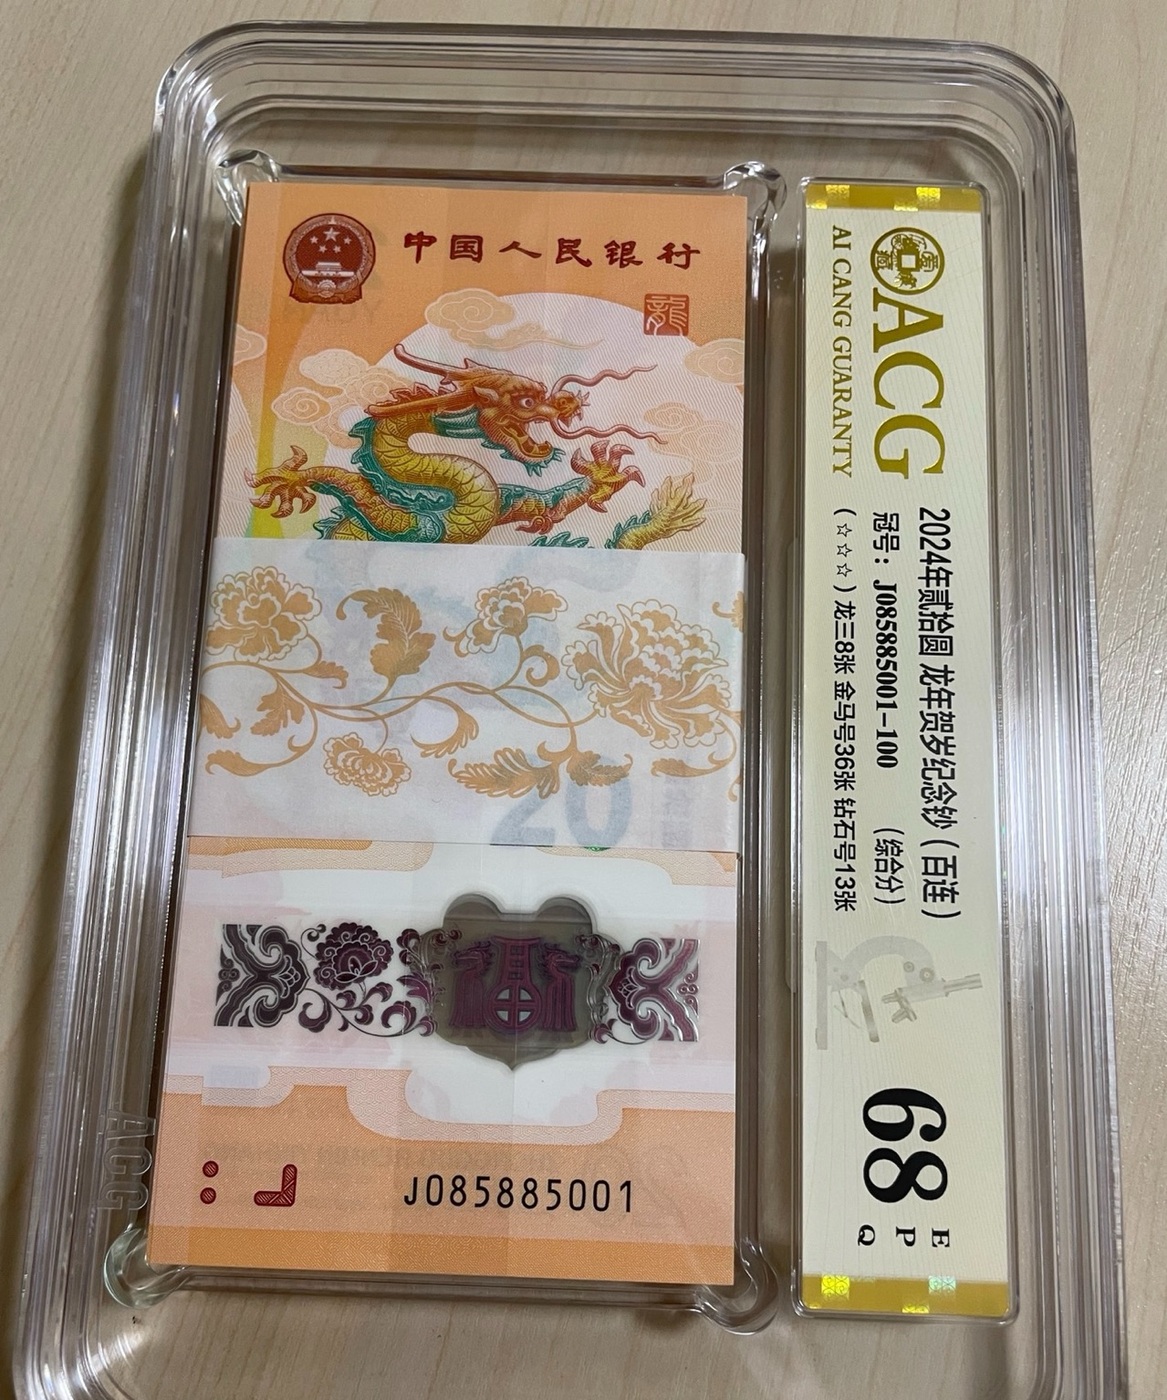 中国人民银行
龍
20
J085885001
ACG
AI CANG GUARANTY
2024年贰拾圆 龙年贺岁纪念钞（百连）
冠号：J085885001-100 （综合分）
（☆☆☆）龙三8张 金马号36张 钻石号13张
68
E
P
Q
ACG